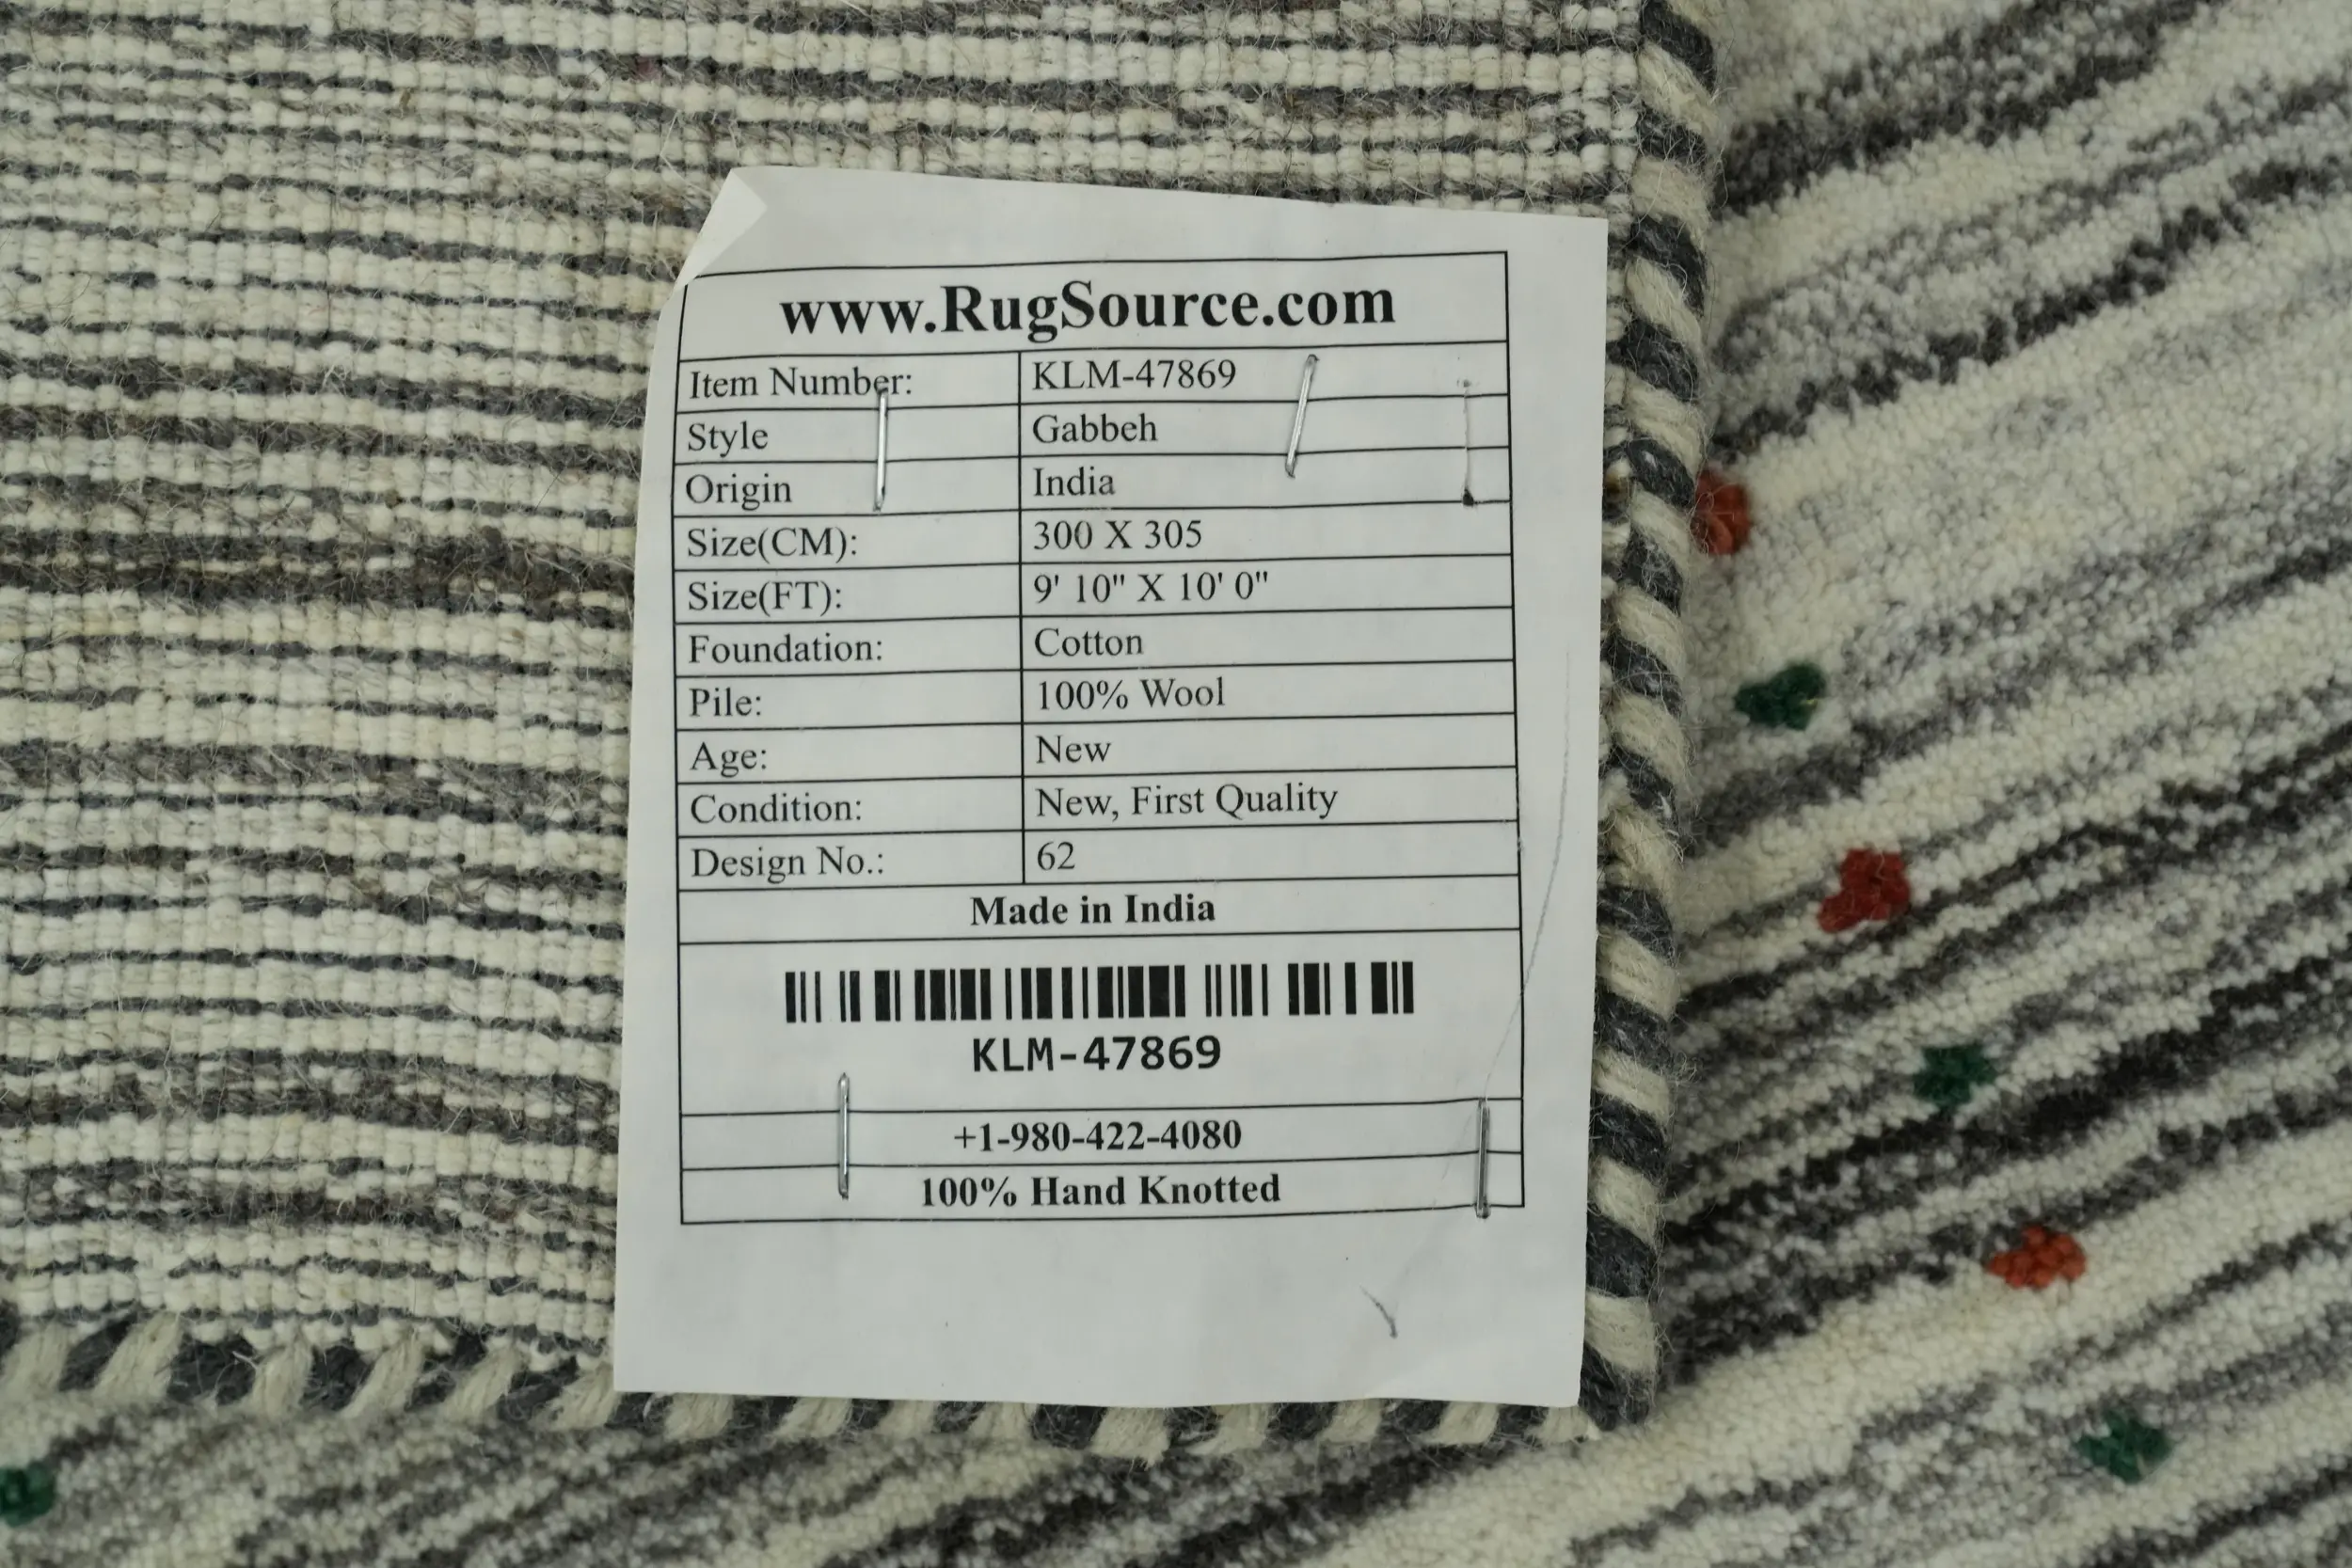 www.RugSource.com
Item Number: KLM-47869
Style Gabbeh
Origin India
Size(CM): 300 X 305
Size(FT): 9' 10" X 10' 0"
Foundation: Cotton
Pile: 100% Wool
Age: New
Condition: New, First Quality
Design No.: 62
Made in India
KLM-47869
+1-980-422-4080
100% Hand Knotted